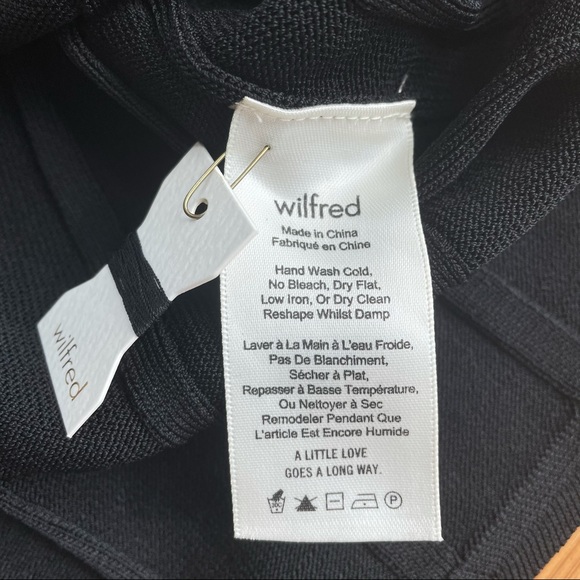 wilfred
Made in China
Fabriqué en Chine
Hand Wash Cold,
No Bleach, Dry Flat,
Low Iron, Or Dry Clean
Reshape Whilst Damp
Laver à La Main à L'eau Froide,
Pas De Blanchiment,
Sécher à Plat,
Repasser à Basse Température,
Ou Nettoyer à Sec
Remodeler Pendant Que
L'article Est Encore Humide
A LITTLE LOVE
GOES A LONG WAY.
30C
P
wilfred